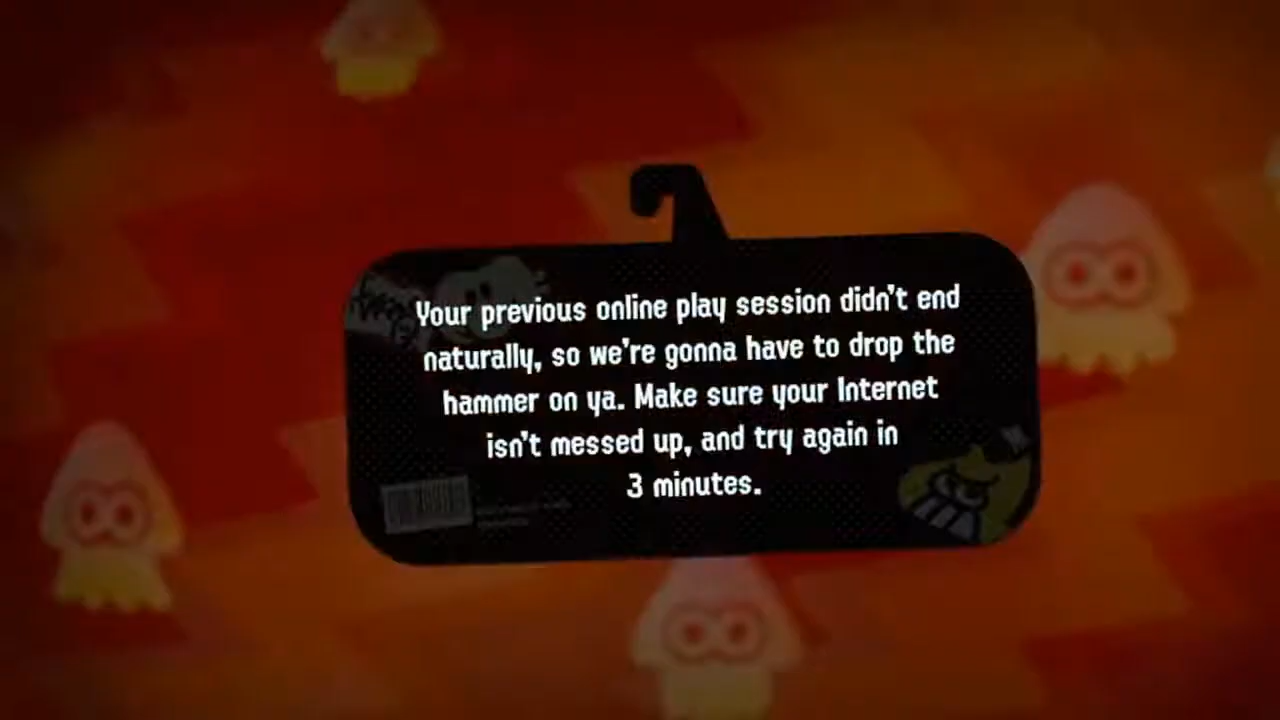 Your previous online play session didn't end
naturally, so we're gonna have to drop the
hammer on ya. Make sure your Internet
isn't messed up, and try again in
3 minutes.